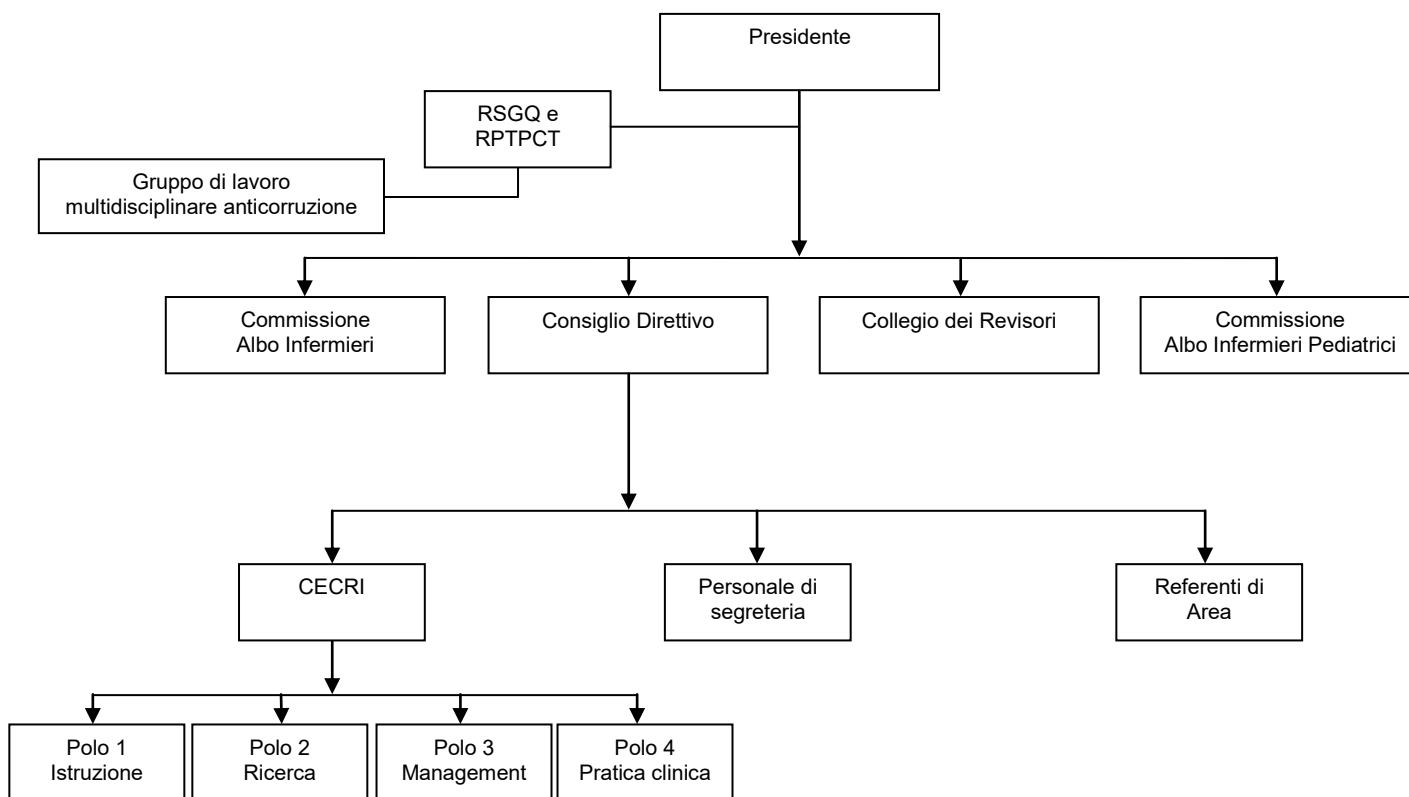 Presidente
RSGQ e
RPTPCT
Gruppo di lavoro
multidisciplinare anticorruzione
Commissione
Albo Infermieri
Consiglio Direttivo
Collegio dei Revisori
Commissione
Albo Infermieri Pediatrici
CECRI
Personale di
segreteria
Referenti di
Area
Polo 1
Istruzione
Polo 2
Ricerca
Polo 3
Management
Polo 4
Pratica clinica